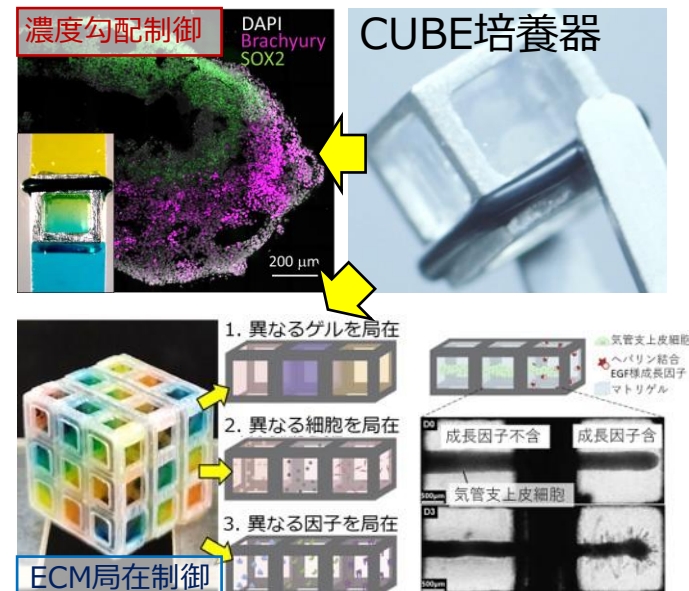 濃度勾配制御
DAPI
Brachyury
SOX2
200 μm
CUBE培養器
1. 異なるゲルを局在
2. 異なる細胞を局在
3. 異なる因子を局在
ECM局在制御
気管支上皮細胞
ヘパリン結合
EGF様成長因子
マトリゲル
D0
成長因子不含
成長因子含
500μm
気管支上皮細胞
D3
500μm